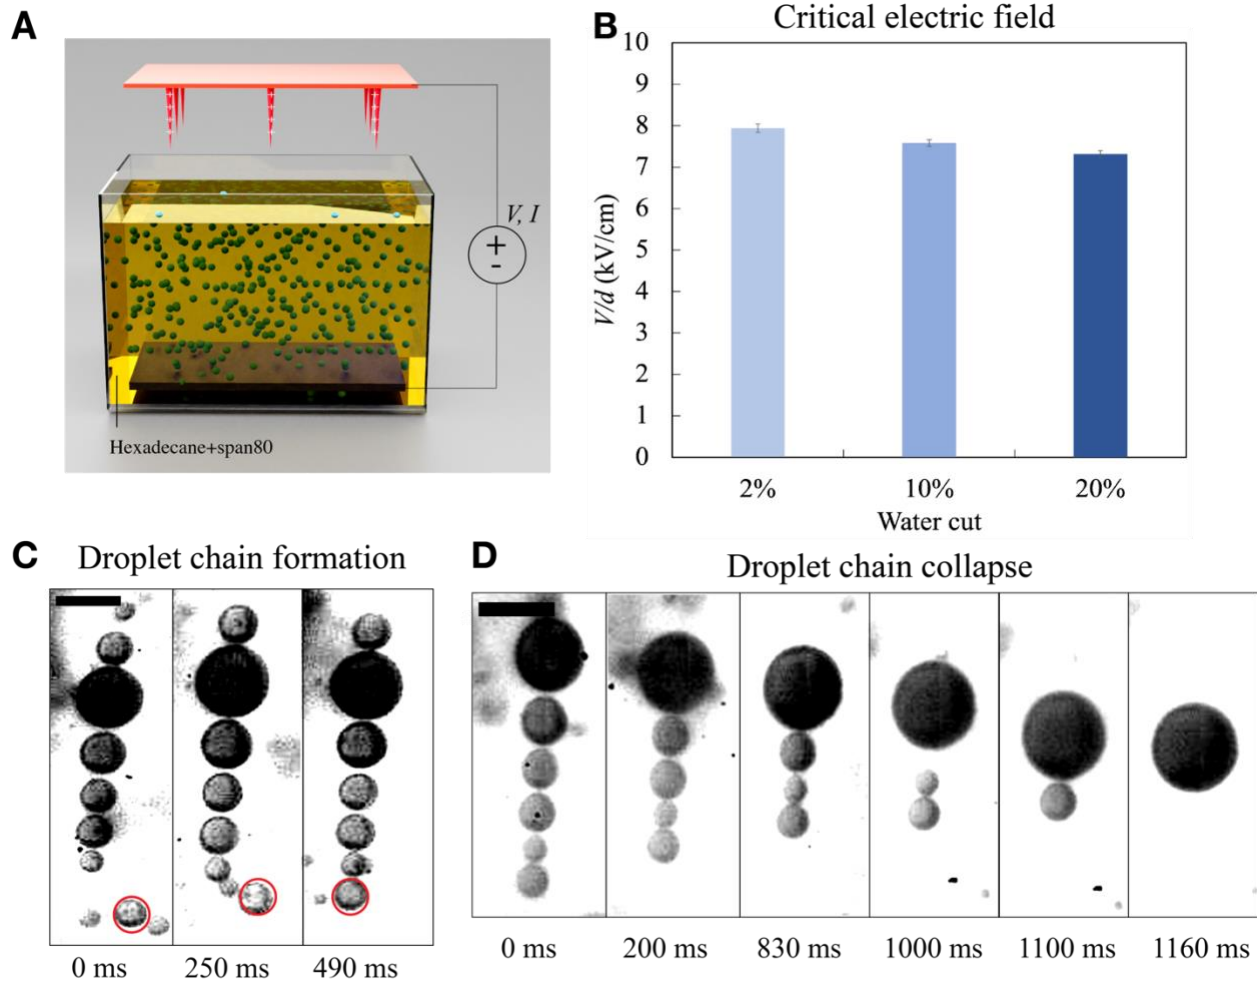 A
V, I
+
-
Hexadecane+span80
B
Critical electric field
V/d (kV/cm)
10
9
8
7
6
5
4
3
2
1
0
2% 10% 20%
Water cut
C
Droplet chain formation
0 ms 250 ms 490 ms
D
Droplet chain collapse
0 ms 200 ms 830 ms 1000 ms 1100 ms 1160 ms